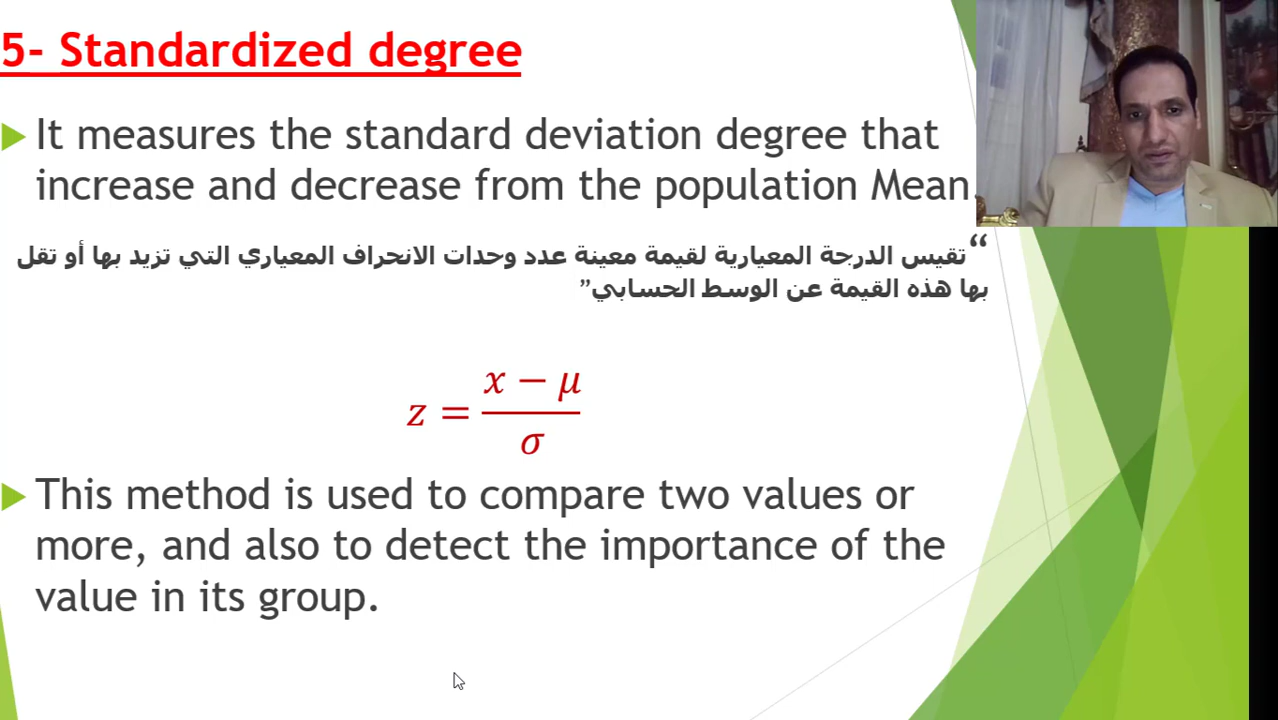 5- Standardized degree
It measures the standard deviation degree that
increase and decrease from the population Mean.
“تقيس الدرجة المعيارية لقيمة معينة عدد وحدات الانحراف المعياري التي تزيد بها أو تقل
بها هذه القيمة عن الوسط الحسابي”
z = \frac{x − μ}{σ}
This method is used to compare two values or
more, and also to detect the importance of the
value in its group.